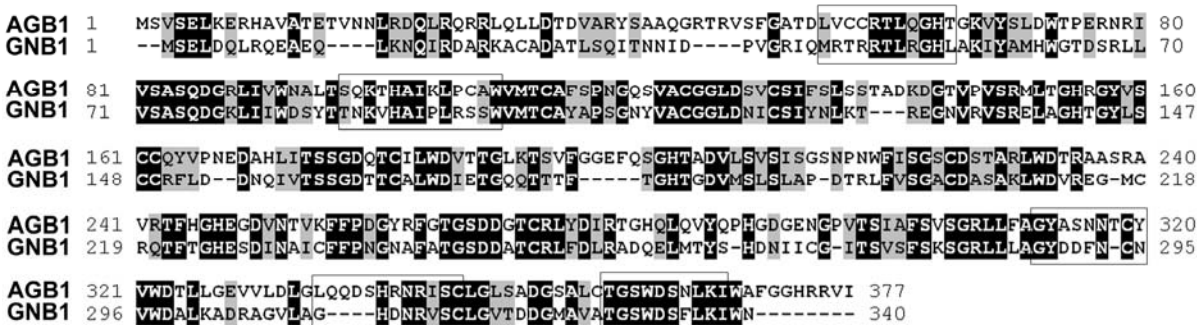 AGB1 1 MSVSELKERHAVATETVNNLRDQLRQRRLQLLDTDVARYSAAQGRTRVSFGATDLVCCRTLQGHTGKVYSLDWTPERNRI 80
GNB1 1 --MSELDQLRQEAEQ----LKNQIRDARKACADATLSQITNNID----PVGRIQMRTRRTLRGHLAKIYAMHWGTDSRLL 70
AGB1 81 VSASQDGRLIVWNALTSQKTHAIKLPCAWVMTCAFSPNGQSVACGGLDSVCSIFSLSSTADKDGTVPVSRMLTGHRGYVS 160
GNB1 71 VSASQDGKLIIWDSYTTNKVHAIPLRSSWVMTCAYAPSGNYVACGGLDNICSIYNLKT---REGNVRVSRELAGHTGYLS 147
AGB1 161 CCQYVPNEDAHLITSSGDQTCILWDVTTGLKTSVFGGEFQSGHTADVLSVSISGSNPNWFISGSCDSTARLWDTRAASRA 240
GNB1 148 CCRFLD--DNQIVTSSGDTTCALWDIETGQQTTTF-----TGHTGDVMSLSLAP-DTRLFVSGACDASAKLWDVREG-MC 218
AGB1 241 VRTFHGHEGDVNTVKFFPDGYRFGTGSDDGTCRLYDIRTGHQLQVYQPHGDGENGPVTSIAFSVSGRLLFAGYASNNTCY 320
GNB1 219 RQTFTGHESDINAICFFPNGNAFATGSDDATCRLFDLRADQELMTYS-HDNIICG-ITSVSFSKSGRLLLAGYDDFN-CN 295
AGB1 321 VWDTLLGEVVLDLGLQQDSHRNRISCLGLSADGSALCTGSWDSNLKIWAFGGHRRVI 377
GNB1 296 VWDALKADRAGVLAG----HDNRVSCLGVTDDGMAVATGSWDSFLKIWN-------- 340